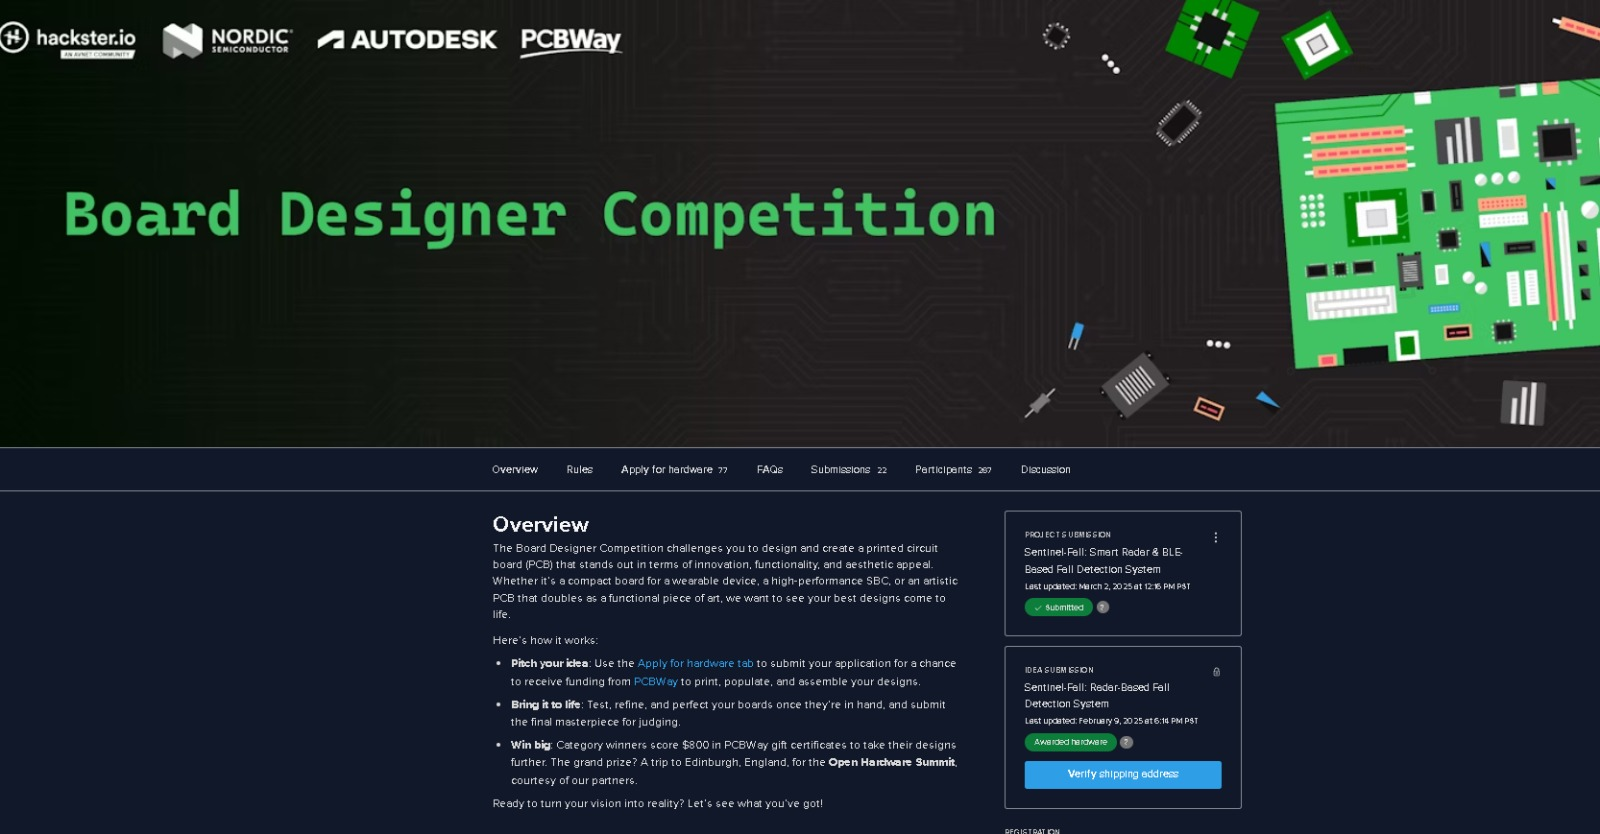 hackster.io
AN AVNET COMMUNITY
NORDIC
SEMICONDUCTOR
AUTODESK
PCBWay
Board Designer Competition
Overview Rules Apply for hardware 77 FAQs Submissions 22 Participants 267 Discussion
Overview
The Board Designer Competition challenges you to design and create a printed circuit
board (PCB) that stands out in terms of innovation, functionality, and aesthetic appeal.
Whether it's a compact board for a wearable device, a high-performance SBC, or an artistic
PCB that doubles as a functional piece of art, we want to see your best designs come to
life.
Here's how it works:
• Pitch your idea: Use the Apply for hardware tab to submit your application for a chance
to receive funding from PCBWay to print, populate, and assemble your designs.
• Bring it to life: Test, refine, and perfect your boards once they're in hand, and submit
the final masterpiece for judging.
• Win big: Category winners score $800 in PCBWay gift certificates to take their designs
further. The grand prize? A trip to Edinburgh, England, for the Open Hardware Summit,
courtesy of our partners.
Ready to turn your vision into reality? Let's see what you've got!
PROJECT SUBMISSION
Sentinel-Fall: Smart Radar & BLE-
Based Fall Detection System
Last updated: March 2, 2025 at 12:16 PM PST
✓ Submitted ?
IDEA SUBMISSION
Sentinel-Fall: Radar-Based Fall
Detection System
Last updated: February 9, 2025 at 6:14 PM PST
Awarded hardware ?
Verify shipping address
REGISTRATION